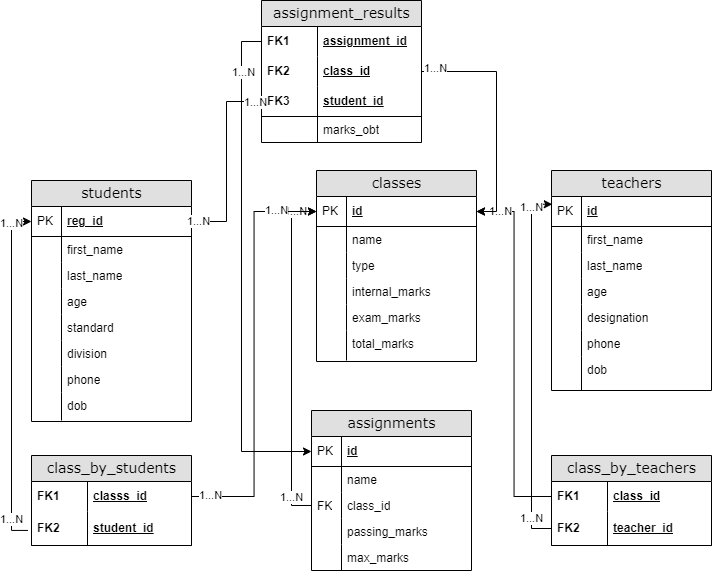 assignment_results
FK1 assignment_id
1...N
FK2 class_id
1...N
FK3 student_id
1...N
marks_obt
students
PK reg_id
1...N
1...N
first_name
last_name
age
standard
division
phone
dob
classes
1...N
1...N
PK id
1...N
name
type
internal_marks
exam_marks
total_marks
teachers
1...N
PK id
first_name
last_name
age
designation
phone
dob
assignments
PK id
name
1...N
FK class_id
passing_marks
max_marks
class_by_students
FK1 classs_id
1...N
1...N
FK2 student_id
class_by_teachers
FK1 class_id
1...N
FK2 teacher_id